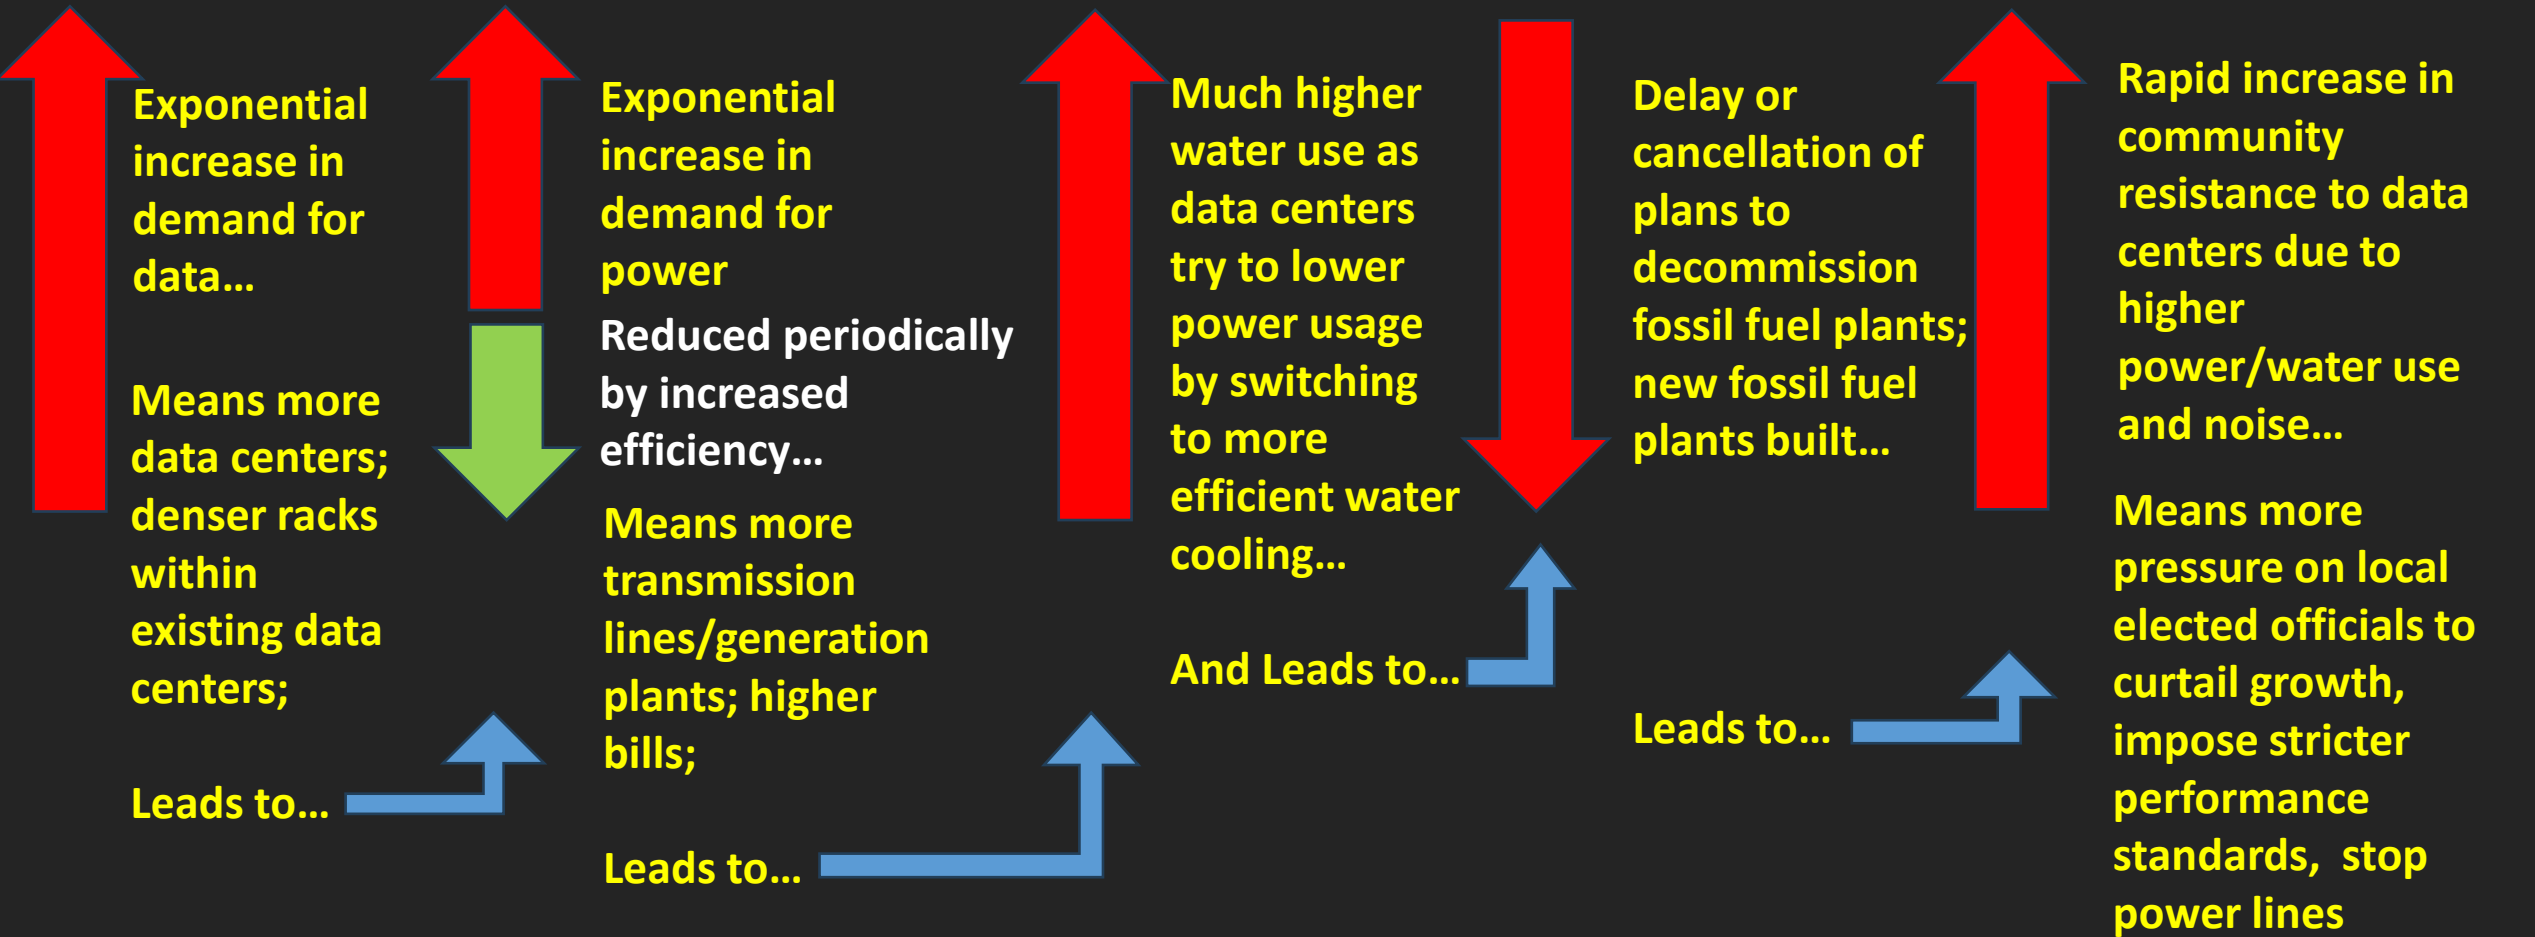 Exponential
increase in
demand for
data…
Means more
data centers;
denser racks
within
existing data
centers;
Leads to…
Exponential
increase in
demand for
power
Reduced periodically
by increased
efficiency…
Means more
transmission
lines/generation
plants; higher
bills;
Leads to…
Much higher
water use as
data centers
try to lower
power usage
by switching
to more
efficient water
cooling…
And Leads to…
Delay or
cancellation of
plans to
decommission
fossil fuel plants;
new fossil fuel
plants built…
Leads to…
Rapid increase in
community
resistance to data
centers due to
higher
power/water use
and noise…
Means more
pressure on local
elected officials to
curtail growth,
impose stricter
performance
standards,  stop
power lines